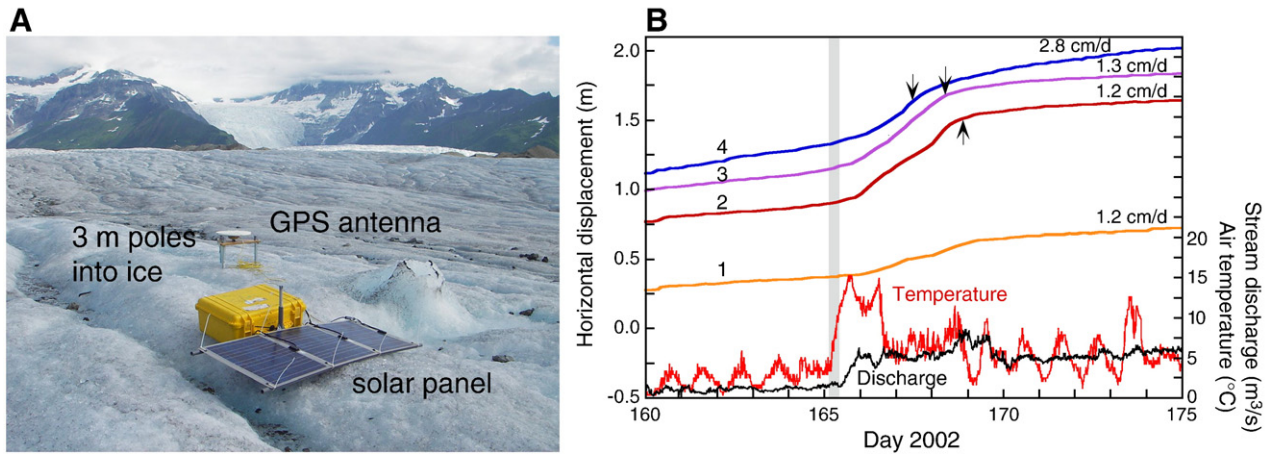 A
3 m poles
into ice
GPS antenna
solar panel
B
Horizontal displacement (m)
2.0
1.5
1.0
0.5
0.0
-0.5
4
3
2
1
2.8 cm/d
1.3 cm/d
1.2 cm/d
1.2 cm/d
Temperature
Discharge
160
165
170
175
Day 2002
20
15
10
5
0
Air temperature (°C)
Stream discharge (m³/s)